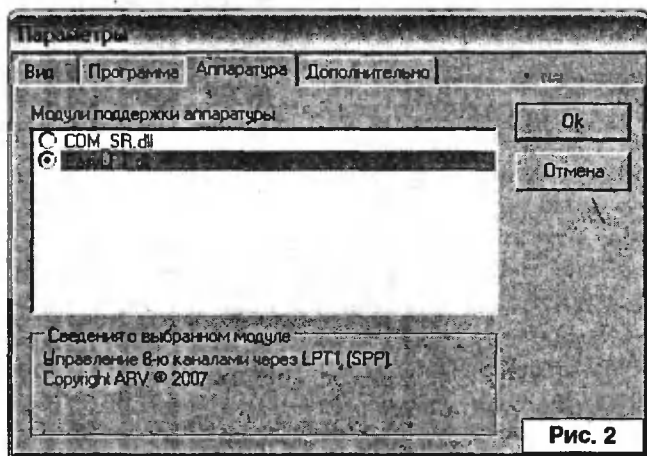 Параметры
Вид Программа Аппаратура Дополнительно
Модули поддержки аппаратуры
COM_SR.dll
Ok
Отмена
Сведения о выбранном модуле
Управление 8-ю каналами через LPT1, (SPP).
Copyright ARV © 2007
Рис. 2